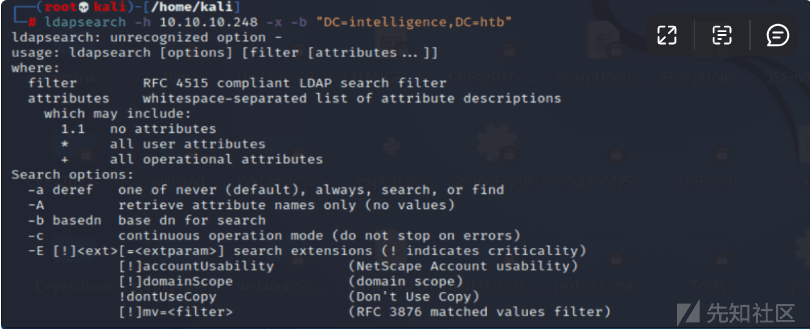 (root💀kali)-[/home/kali]
# ldapsearch -h 10.10.10.248 -x -b "DC=intelligence,DC=htb"
ldapsearch: unrecognized option -
usage: ldapsearch [options] [filter [attributes...]]
where:
filter RFC 4515 compliant LDAP search filter
attributes whitespace-separated list of attribute descriptions
which may include:
1.1 no attributes
* all user attributes
+ all operational attributes
Search options:
-a deref one of never (default), always, search, or find
-A retrieve attribute names only (no values)
-b basedn base dn for search
-c continuous operation mode (do not stop on errors)
-E [!]<ext>[=<extparam>] search extensions (! indicates criticality)
[!]accountUsability (NetScape Account usability)
[!]domainScope (domain scope)
!dontUseCopy (Don't Use Copy)
[!]mv=<filter> (RFC 3876 matched values filter)
先知社区